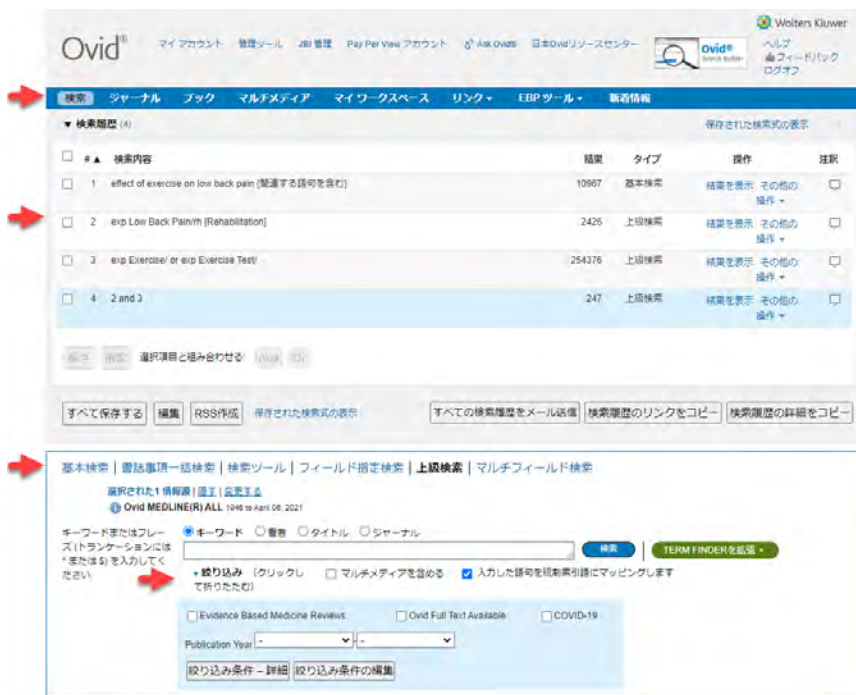 Wolters Kluwer
Ovid®
マイ アカウント 管理ツール JBI 管理 Pay Per View アカウント Ask Ovid 日本Ovidリソースセンター
Ovid®
ヘルプ
フィードバック
ログオフ
検索 ジャーナル ブック マルチメディア マイ ワークスペース リンク▾ EBP ツール▾ 新着情報
▼ 検索履歴 (4) 保存された検索式の表示
# ▲ 検索内容 結果 タイプ 操作 注釈
1 effect of exercise on low back pain {関連する語句を含む} 10967 基本検索 結果を表示 その他の
操作 ▾
2 exp Low Back Pain/rh [Rehabilitation] 2426 上級検索 結果を表示 その他の
操作 ▾
3 exp Exercise/ or exp Exercise Test/ 254376 上級検索 結果を表示 その他の
操作 ▾
4 2 and 3 247 上級検索 結果を表示 その他の
操作 ▾
選択項目と組み合わせる
すべて保存する 編集 RSS作成 保存された検索式の表示 すべての検索履歴をメール送信 検索履歴のリンクをコピー 検索履歴の詳細をコピー
基本検索 | 書誌事項一括検索 | 検索ツール | フィールド指定検索 | 上級検索 | マルチフィールド検索
選択された1 情報源 | 隠す | 変更する
Ovid MEDLINE(R) ALL 1946 to April 06, 2021
キーワードまたはフレーズ(トランケーションには * または $) を入力してください
キーワード 著者 タイトル ジャーナル
検索 | TERM FINDERを拡張 ▸
▾ 絞り込み (クリックして折りたたむ) マルチメディアを含める 入力した語句を統制索引語にマッピングします
Evidence Based Medicine Reviews Ovid Full Text Available COVID-19
Publication Year - -
絞り込み条件 – 詳細 絞り込み条件の編集